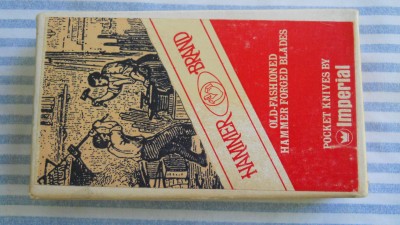 HAMMER BRAND
OLD-FASHIONED
HAMMER FORGED BLADES
POCKET KNIVES BY
Imperial